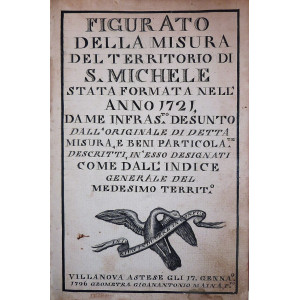 FIGURATO
DELLA MISURA
DEL TERRITORIO DI
S. MICHELE
STATA FORMATA NELL'
ANNO 1721,
DA ME INFRAS.TO DESUNTO
DALL'ORIGINALE DI DETTA
MISURA, E BENI PARTICOLA.TE
DESCRITTI, IN'ESSO DESIGNATI
COME DALL'INDICE
GENERALE DEL
MEDESIMO TERRIT.O
VILLANOVA ASTESE GLI 17. GENNA.O
1796 GEOMETRA GIOANANTONIO MAINA F.